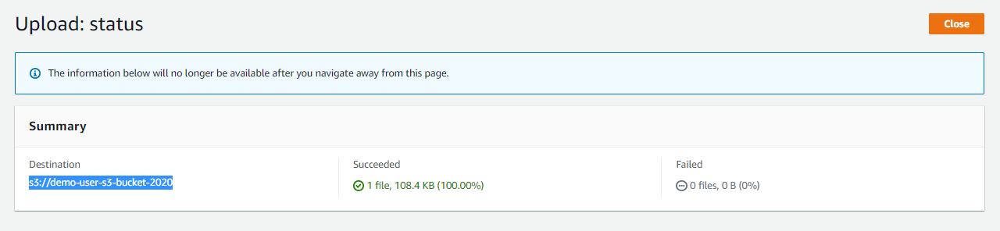 Upload: status
Close
The information below will no longer be available after you navigate away from this page.
Summary
Destination
s3://demo-user-s3-bucket-2020
Succeeded
1 file, 108.4 KB (100.00%)
Failed
0 files, 0 B (0%)